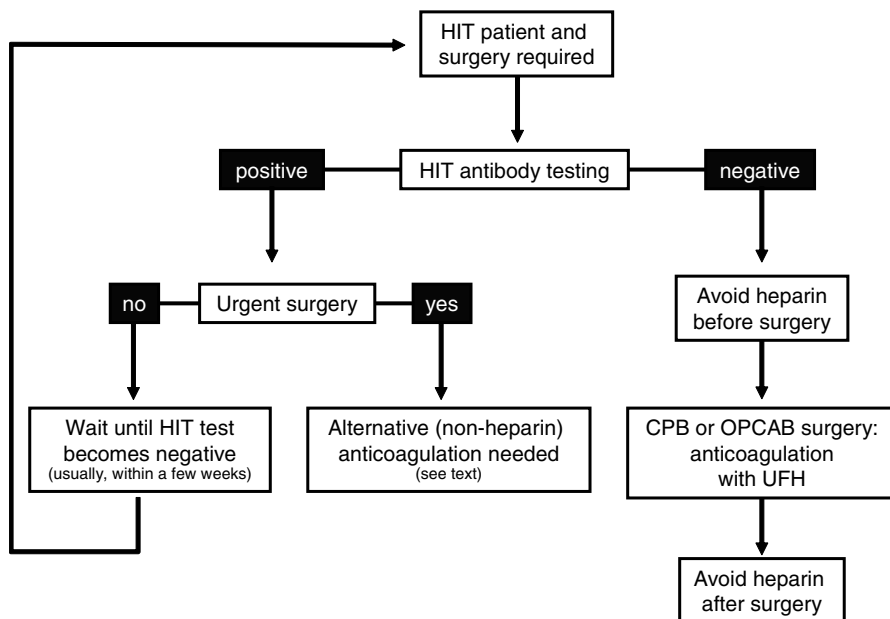 HIT patient and
surgery required
positive
HIT antibody testing
negative
no
Urgent surgery
yes
Avoid heparin
before surgery
Wait until HIT test
becomes negative
(usually, within a few weeks)
Alternative (non-heparin)
anticoagulation needed
(see text)
CPB or OPCAB surgery:
anticoagulation
with UFH
Avoid heparin
after surgery